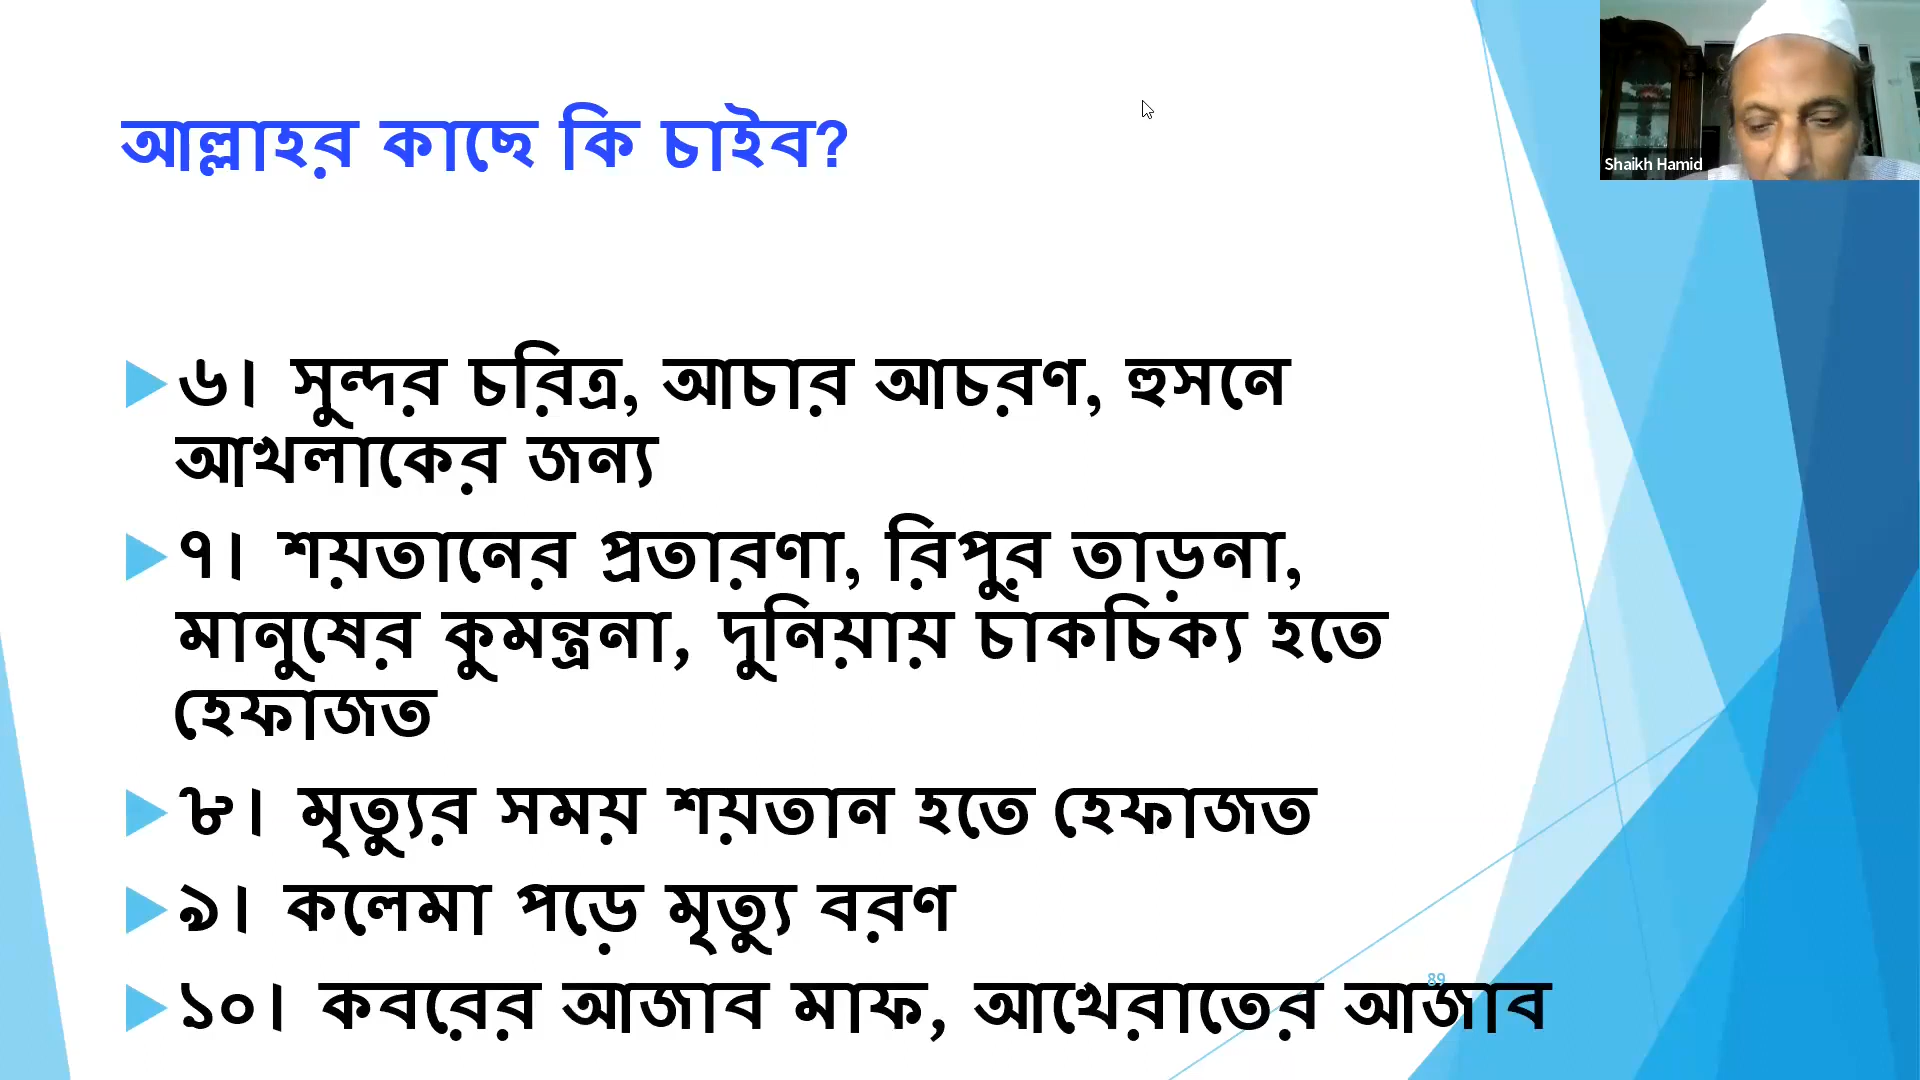 আল্লাহর কাছে কি চাইব?
Shaikh Hamid
৬। সুন্দর চরিত্র, আচার আচরণ, হুসনে
আখলাকের জন্য
৭। শয়তানের প্রতারণা, রিপুর তাড়না,
মানুষের কুমন্ত্রনা, দুনিয়ায় চাকচিক্য হতে
হেফাজত
৮। মৃত্যুর সময় শয়তান হতে হেফাজত
৯। কলেমা পড়ে মৃত্যু বরণ
১০। কবরের আজাব মাফ, আখেরাতের আজাব
89